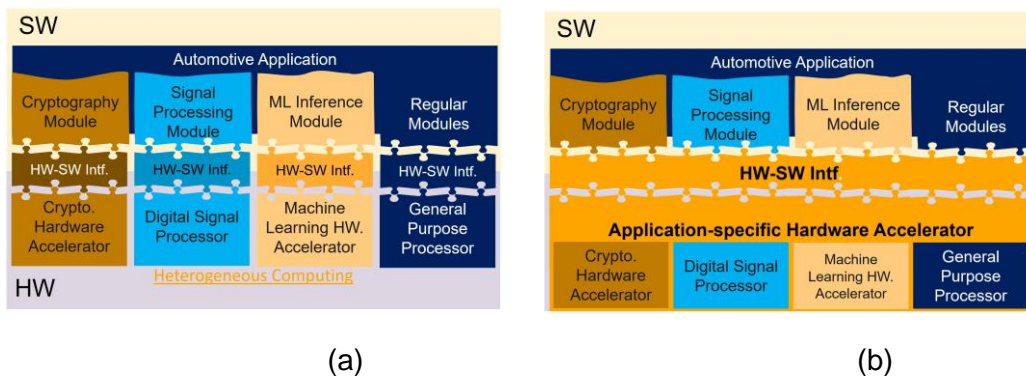 SW
Automotive Application
Cryptography
Module
Signal
Processing
Module
ML Inference
Module
Regular
Modules
HW-SW Intf.
HW-SW Intf.
HW-SW Intf.
HW-SW Intf.
Crypto.
Hardware
Accelerator
Digital Signal
Processor
Machine
Learning HW.
Accelerator
General
Purpose
Processor
Heterogeneous Computing
HW
(a)
SW
Automotive Application
Cryptography
Module
Signal
Processing
Module
ML Inference
Module
Regular
Modules
HW-SW Intf.
Application-specific Hardware Accelerator
Crypto.
Hardware
Accelerator
Digital Signal
Processor
Machine
Learning HW.
Accelerator
General
Purpose
Processor
(b)